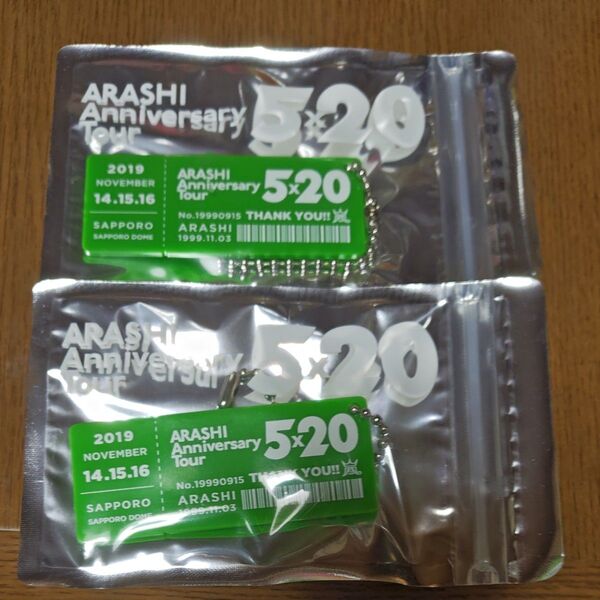 ARASHI
Anniversary
Tour
5×20
2019
NOVEMBER
14.15.16
SAPPORO
SAPPORO DOME
ARASHI
Anniversary
Tour
5×20
No.19990915 THANK YOU!!
ARASHI
1999.11.03
ARASHI
Anniversary
Tour
5×20
2019
NOVEMBER
14.15.16
SAPPORO
SAPPORO DOME
ARASHI
Anniversary
Tour
5×20
No.19990915 THANK YOU!!
ARASHI
1999.11.03